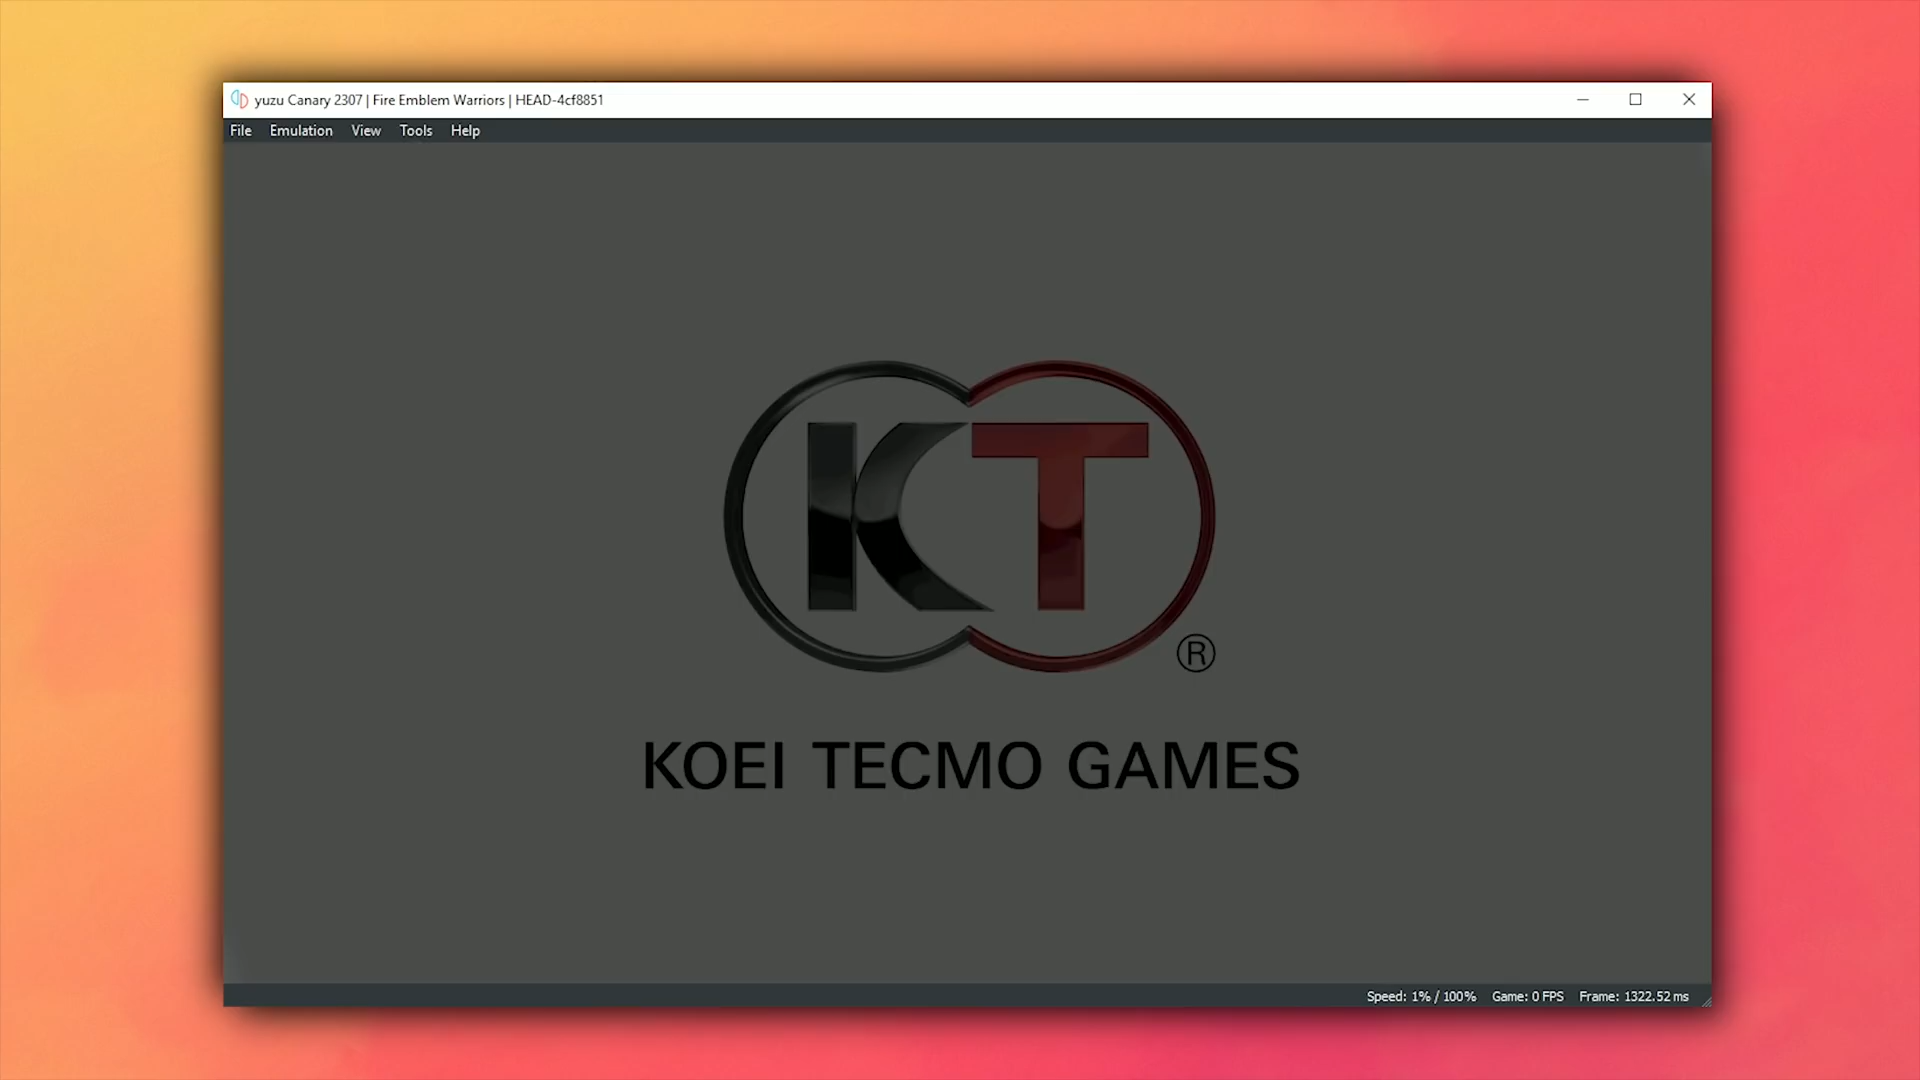 yuzu Canary 2307 | Fire Emblem Warriors | HEAD-4cf8851
File Emulation View Tools Help
KT
®
KOEI TECMO GAMES
Speed: 1% / 100% Game: 0 FPS Frame: 1322.52 ms